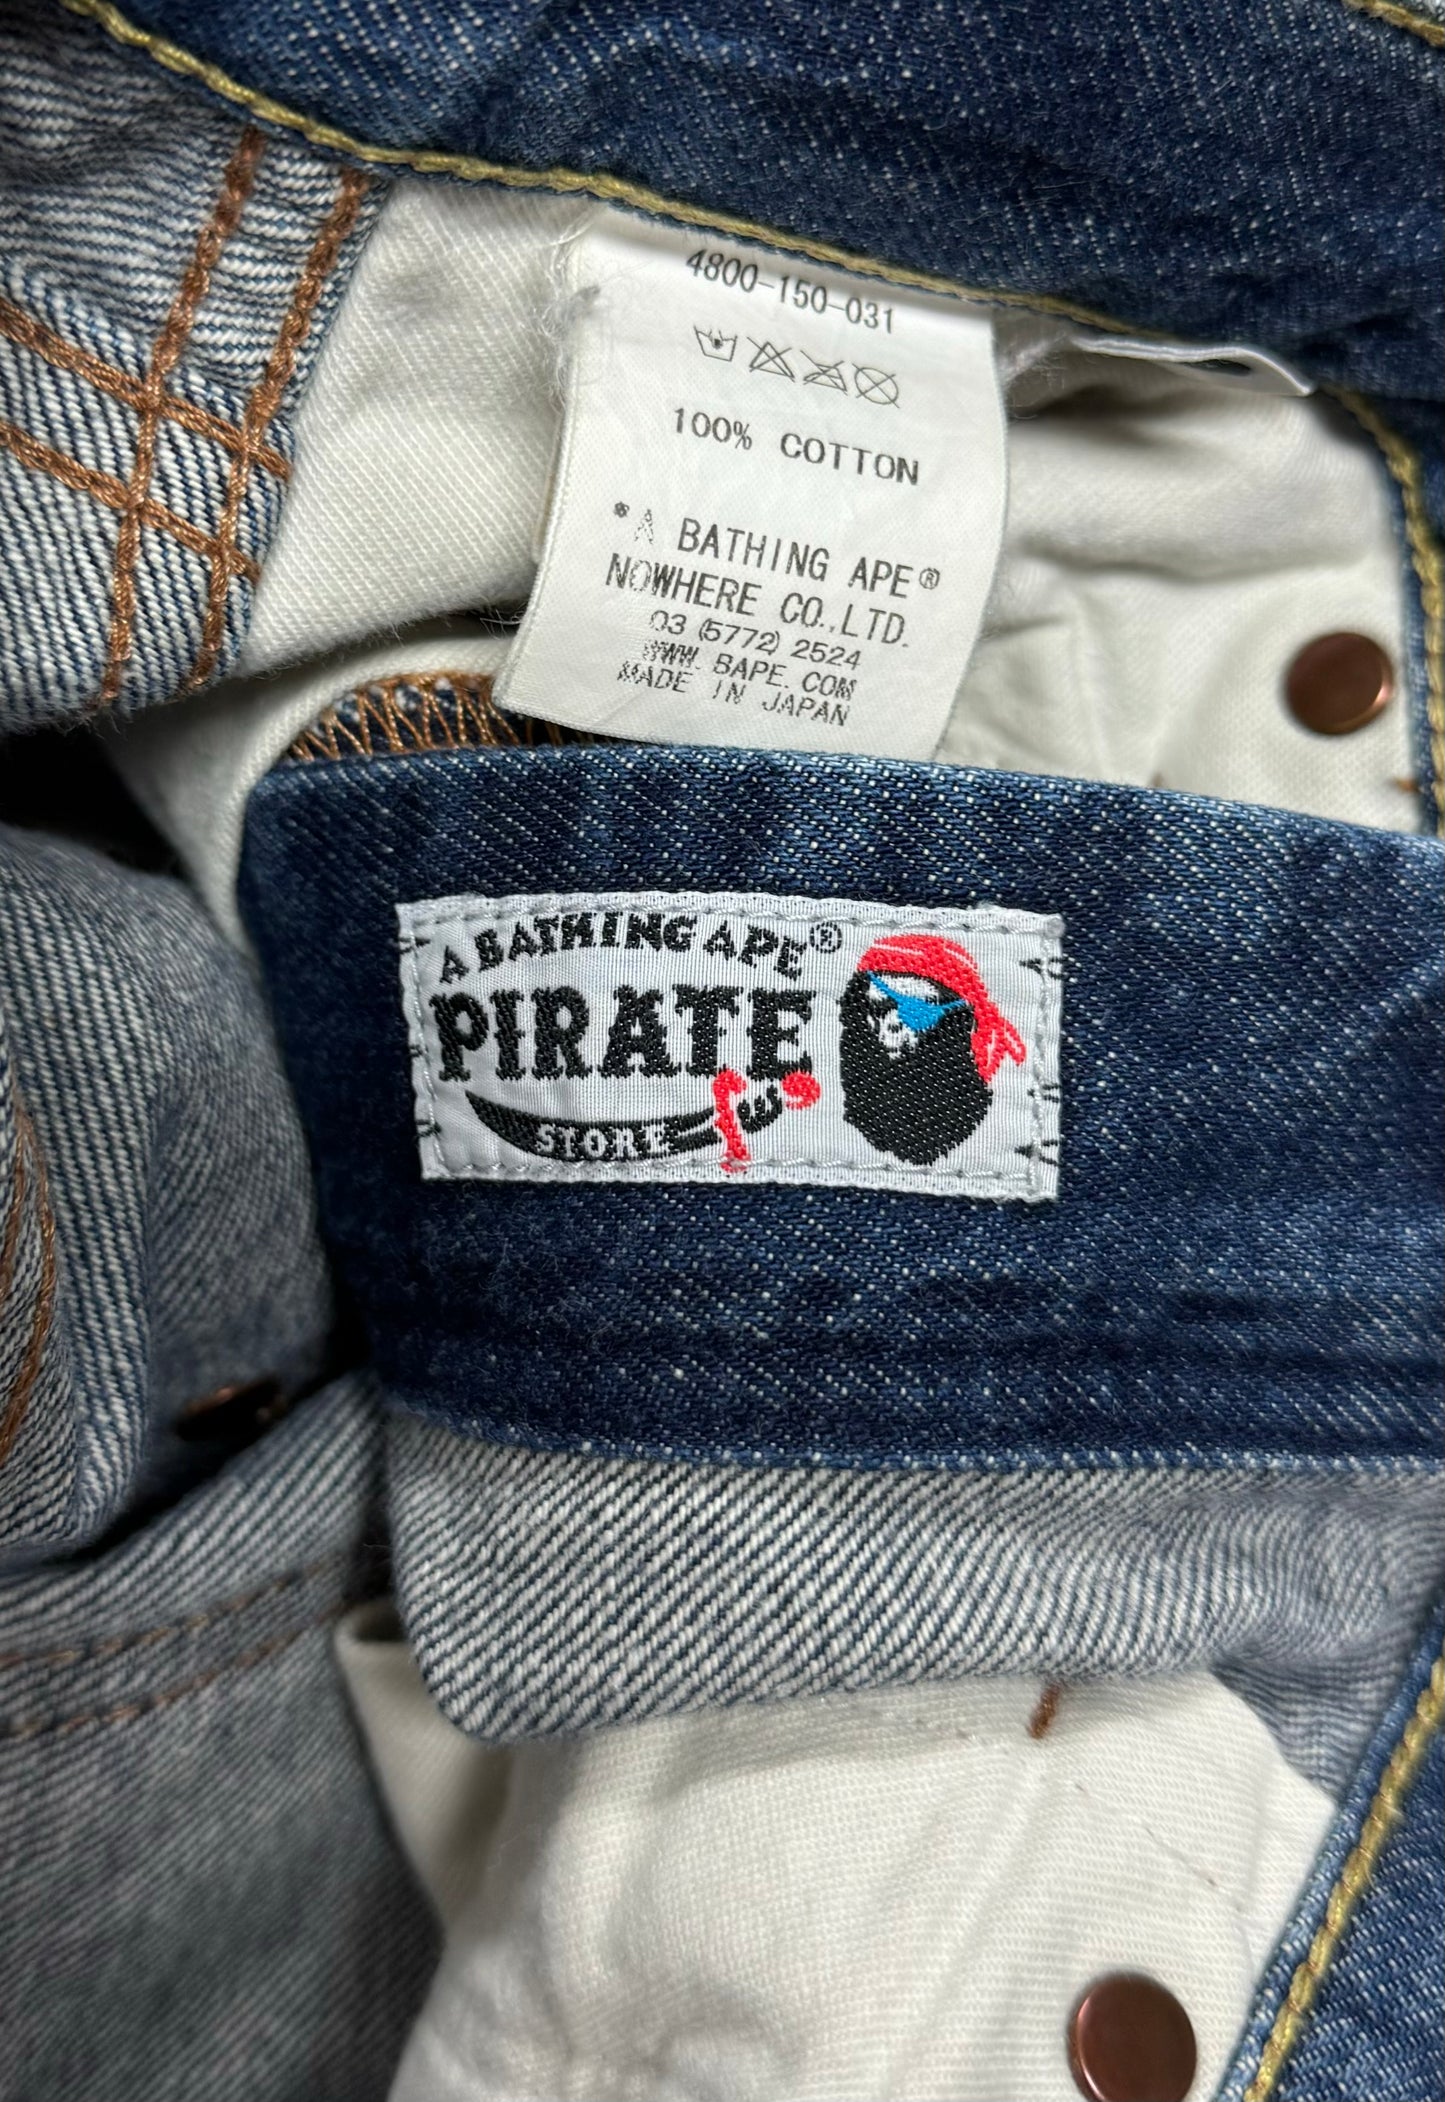 4800-150-031
100% COTTON
*A BATHING APE®
NOWHERE CO.,LTD.
03 (5772) 2524
WWW. BAPE. COM
MADE IN JAPAN
A BATHING APE®
PIRATE
STORE